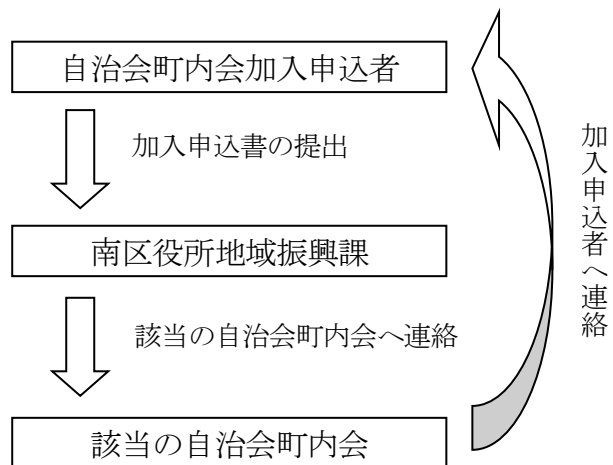 自治会町内会加入申込者
加入申込書の提出
南区役所地域振興課
該当の自治会町内会へ連絡
該当の自治会町内会
加入申込者へ連絡